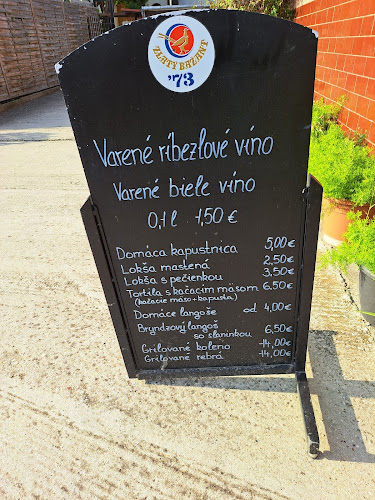 ZLATÝ BAŽANT
'73
Varené ríbezlové víno
Varené biele víno
0,1 l 1,50 €
Domáca kapustnica 5,00€
Lokša mastená 2,50€
Lokša s pečienkou 3.50€
Tortila s kačacím mäsom 6.50€
(kačacie mäso + kapusta)
Domáce langoše od 4,00€
Bryndzový langoš
so slaninkou 6,50€
Grilované koleno -14,00€
Grilované rebrá -14,00€